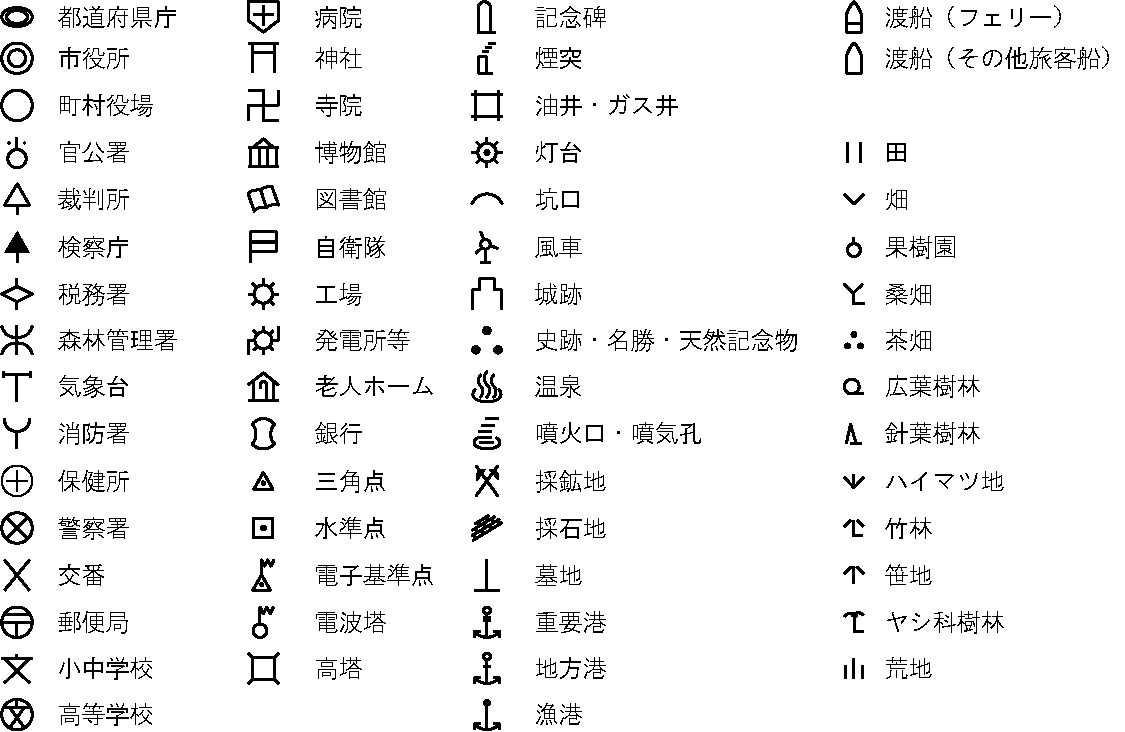 都道府県庁
市役所
町村役場
官公署
裁判所
検察庁
税務署
森林管理署
気象台
消防署
保健所
警察署
交番
郵便局
小中学校
高等学校
病院
神社
寺院
博物館
図書館
自衛隊
工場
発電所等
老人ホーム
銀行
三角点
水準点
電子基準点
電波塔
高塔
記念碑
煙突
油井・ガス井
灯台
坑口
風車
城跡
史跡・名勝・天然記念物
温泉
噴火口・噴気孔
採鉱地
採石地
墓地
重要港
地方港
漁港
渡船（フェリー）
渡船（その他旅客船）
田
畑
果樹園
桑畑
茶畑
広葉樹林
針葉樹林
ハイマツ地
竹林
笹地
ヤシ科樹林
荒地